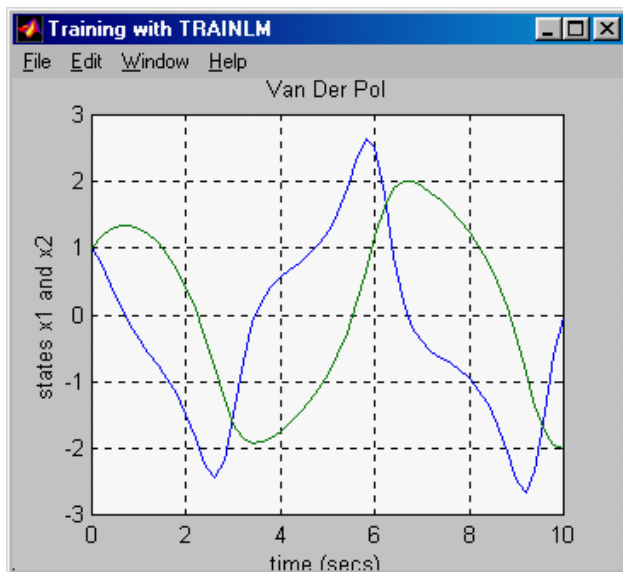 Training with TRAINLM
File Edit Window Help
Van Der Pol
3
2
1
0
-1
-2
-3
states x1 and x2
0 2 4 6 8 10
time (secs)